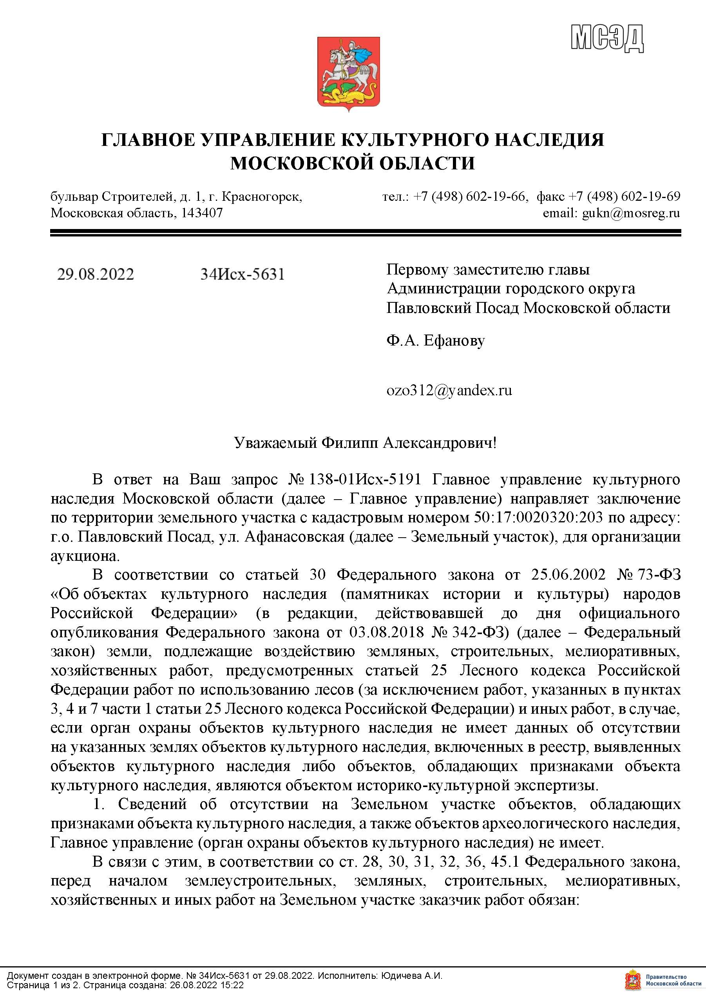 МСЭД
ГЛАВНОЕ УПРАВЛЕНИЕ КУЛЬТУРНОГО НАСЛЕДИЯ
МОСКОВСКОЙ ОБЛАСТИ
бульвар Строителей, д. 1, г. Красногорск,
Московская область, 143407
тел.: +7 (498) 602-19-66, факс +7 (498) 602-19-69
email: gukn@mosreg.ru
29.08.2022 34Исх-5631
Первому заместителю главы
Администрации городского округа
Павловский Посад Московской области
Ф.А. Ефанову
ozo312@yandex.ru
Уважаемый Филипп Александрович!
В ответ на Ваш запрос № 138-01Исх-5191 Главное управление культурного
наследия Московской области (далее – Главное управление) направляет заключение
по территории земельного участка с кадастровым номером 50:17:0020320:203 по адресу:
г.о. Павловский Посад, ул. Афанасовская (далее – Земельный участок), для организации
аукциона.
В соответствии со статьей 30 Федерального закона от 25.06.2002 № 73-ФЗ
«Об объектах культурного наследия (памятниках истории и культуры) народов
Российской Федерации» (в редакции, действовавшей до дня официального
опубликования Федерального закона от 03.08.2018 № 342-ФЗ) (далее – Федеральный
закон) земли, подлежащие воздействию земляных, строительных, мелиоративных,
хозяйственных работ, предусмотренных статьей 25 Лесного кодекса Российской
Федерации работ по использованию лесов (за исключением работ, указанных в пунктах
3, 4 и 7 части 1 статьи 25 Лесного кодекса Российской Федерации) и иных работ, в случае,
если орган охраны объектов культурного наследия не имеет данных об отсутствии
на указанных землях объектов культурного наследия, включенных в реестр, выявленных
объектов культурного наследия либо объектов, обладающих признаками объекта
культурного наследия, являются объектом историко-культурной экспертизы.
1. Сведений об отсутствии на Земельном участке объектов, обладающих
признаками объекта культурного наследия, а также объектов археологического наследия,
Главное управление (орган охраны объектов культурного наследия) не имеет.
В связи с этим, в соответствии со ст. 28, 30, 31, 32, 36, 45.1 Федерального закона,
перед началом землеустроительных, земляных, строительных, мелиоративных,
хозяйственных и иных работ на Земельном участке заказчик работ обязан:
Документ создан в электронной форме. № 34Исх-5631 от 29.08.2022. Исполнитель: Юдичева А.И.
Страница 1 из 2. Страница создана: 26.08.2022 15:22
Правительство
Московской области